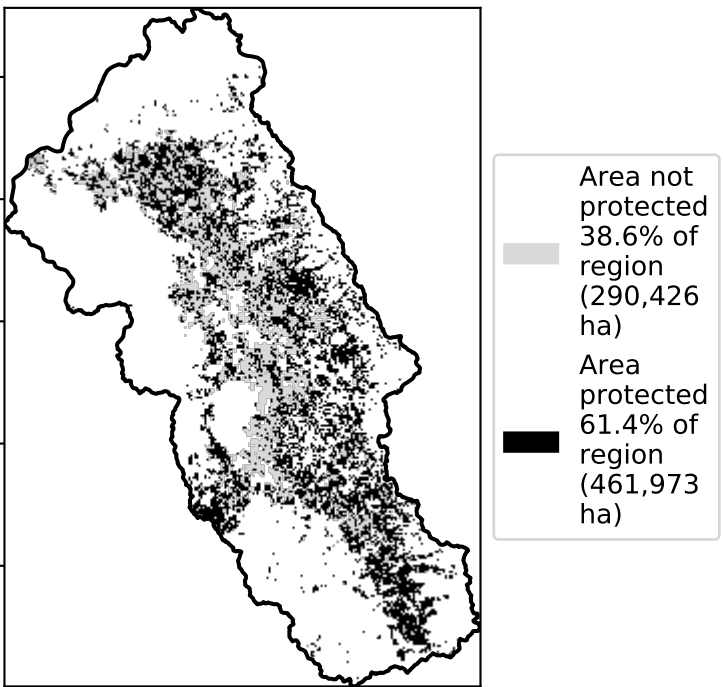 Area not
protected
38.6% of
region
(290,426
ha)
Area
protected
61.4% of
region
(461,973
ha)